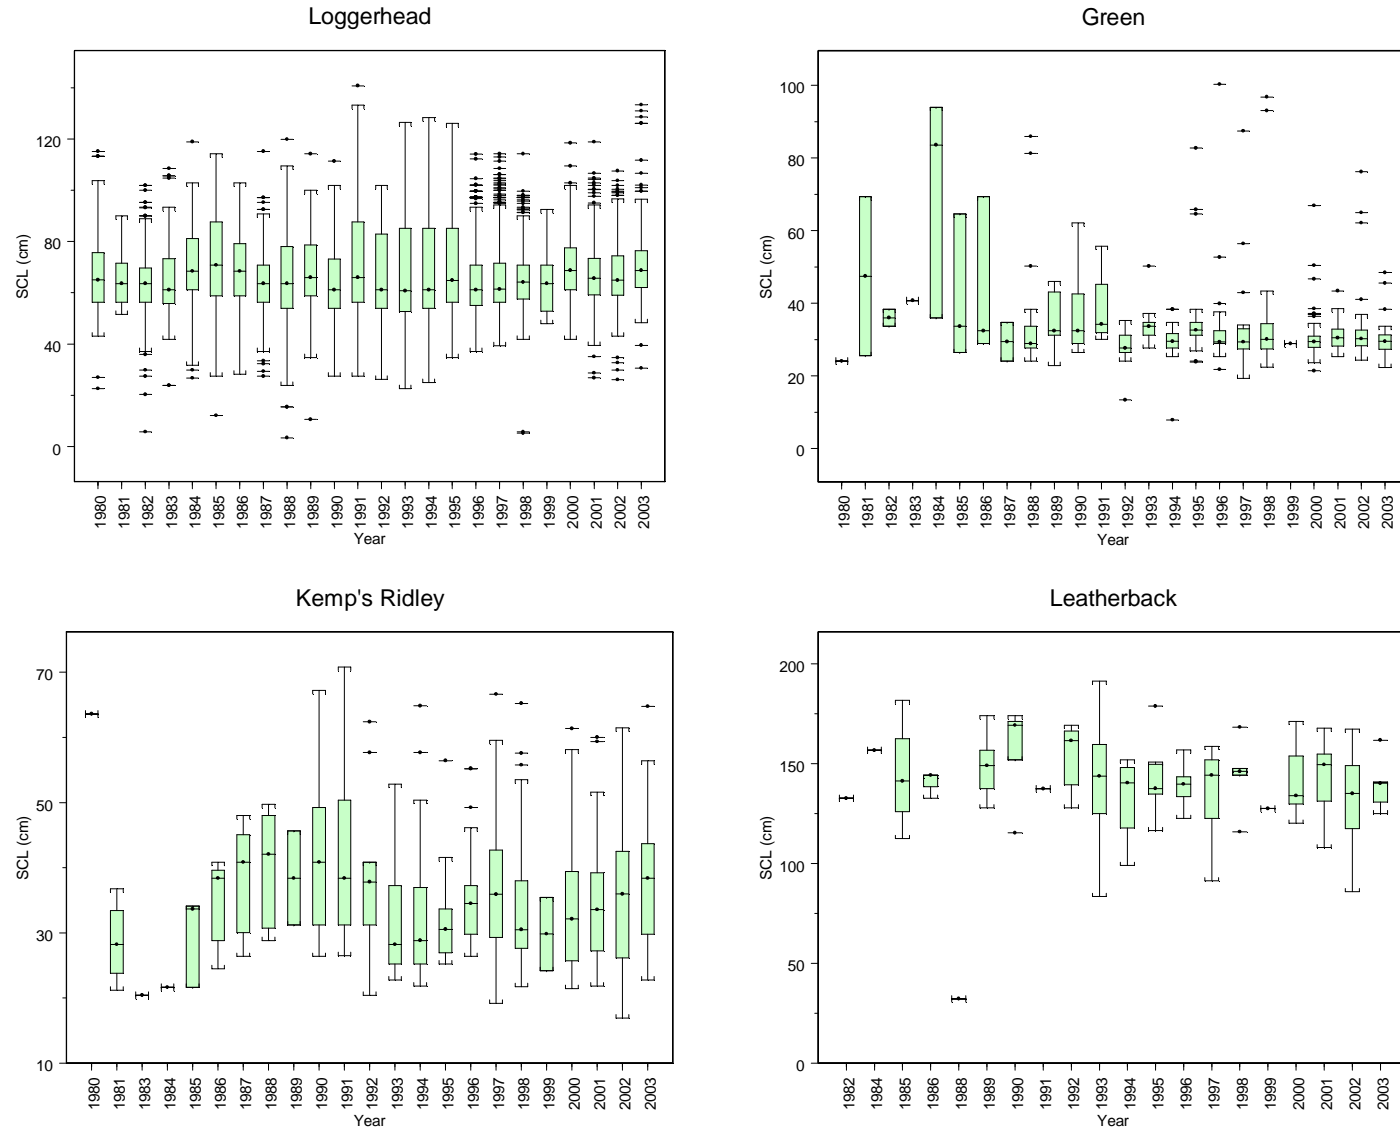 Loggerhead
SCL (cm)
120
80
40
0
1980 1981 1982 1983 1984 1985 1986 1987 1988 1989 1990 1991 1992 1993 1994 1995 1996 1997 1998 1999 2000 2001 2002 2003
Year
Green
SCL (cm)
100
80
60
40
20
0
1980 1981 1982 1983 1984 1985 1986 1987 1988 1989 1990 1991 1992 1993 1994 1995 1996 1997 1998 1999 2000 2001 2002 2003
Year
Kemp's Ridley
SCL (cm)
70
50
30
10
1980 1981 1983 1984 1985 1986 1987 1988 1989 1990 1991 1992 1993 1994 1995 1996 1997 1998 1999 2000 2001 2002 2003
Year
Leatherback
SCL (cm)
200
150
100
50
0
1982 1984 1985 1986 1988 1989 1990 1991 1992 1993 1994 1995 1996 1997 1998 1999 2000 2001 2002 2003
Year